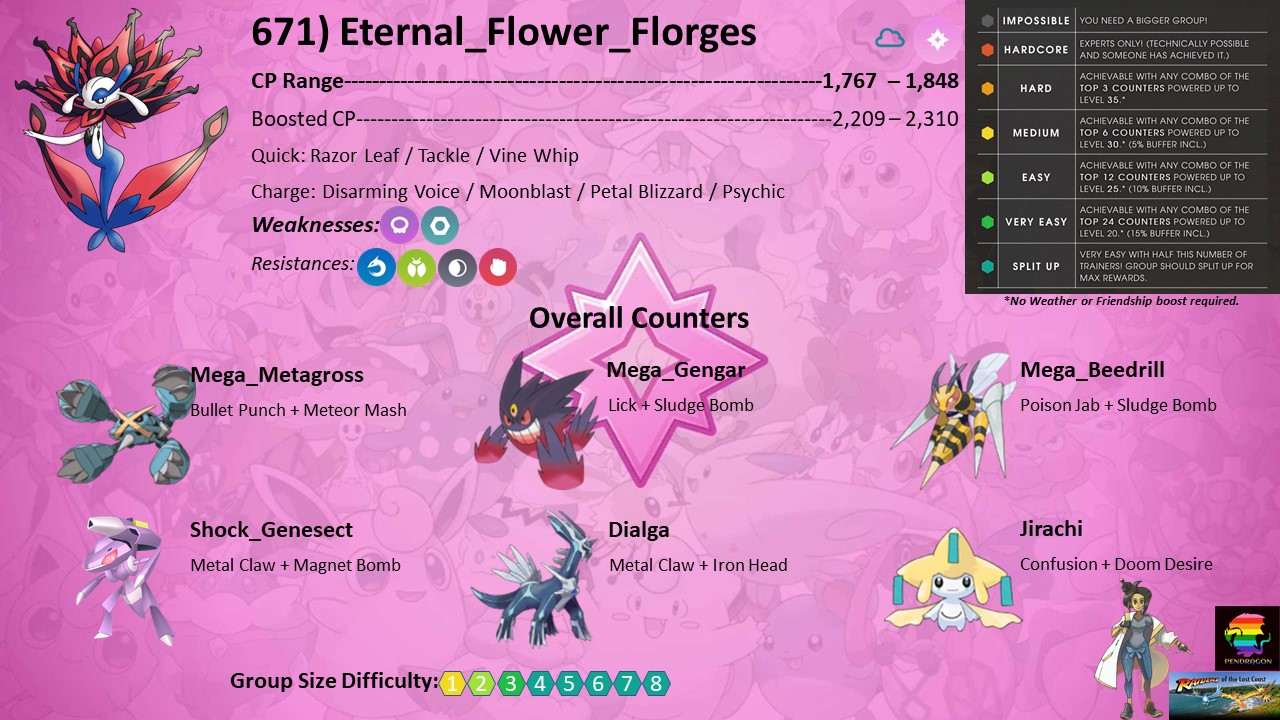 671) Eternal_Flower_Florges
CP Range------------------------------------------------------------------------1,767 – 1,848
Boosted CP------------------------------------------------------------------------2,209 – 2,310
Quick: Razor Leaf / Tackle / Vine Whip
Charge: Disarming Voice / Moonblast / Petal Blizzard / Psychic
Weaknesses:
Resistances:
IMPOSSIBLE YOU NEED A BIGGER GROUP!
HARDCORE EXPERTS ONLY! (TECHNICALLY POSSIBLE
AND SOMEONE HAS ACHIEVED IT.)
HARD ACHIEVABLE WITH ANY COMBO OF THE
TOP 3 COUNTERS POWERED UP TO
LEVEL 35.*
MEDIUM ACHIEVABLE WITH ANY COMBO OF THE
TOP 6 COUNTERS POWERED UP TO
LEVEL 30.* (5% BUFFER INCL.)
EASY ACHIEVABLE WITH ANY COMBO OF THE
TOP 12 COUNTERS POWERED UP TO
LEVEL 25.* (10% BUFFER INCL.)
VERY EASY ACHIEVABLE WITH ANY COMBO OF THE
TOP 24 COUNTERS POWERED UP TO
LEVEL 20.* (15% BUFFER INCL.)
SPLIT UP VERY EASY WITH HALF THIS NUMBER OF
TRAINERS! GROUP SHOULD SPLIT UP FOR
MAX REWARDS.
*No Weather or Friendship boost required.
Overall Counters
Mega_Metagross
Bullet Punch + Meteor Mash
Mega_Gengar
Lick + Sludge Bomb
Mega_Beedrill
Poison Jab + Sludge Bomb
Shock_Genesect
Metal Claw + Magnet Bomb
Dialga
Metal Claw + Iron Head
Jirachi
Confusion + Doom Desire
Group Size Difficulty: 1 2 3 4 5 6 7 8
PENDRAGON
RAIDERS of the Lost Coast